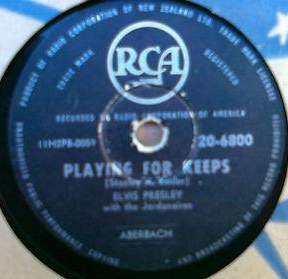 PRODUCT OF RADIO CORPORATION OF NEW ZEALAND LTD. TRADE MARK LICENSEE
TRADE MARK
REGISTERED
RCA
RECORDED BY RADIO CORPORATION OF AMERICA
20-6800
PLAYING FOR KEEPS
(Stanley A. Kesler)
ELVIS PRESLEY
with the Jordanaires
ABERBACH